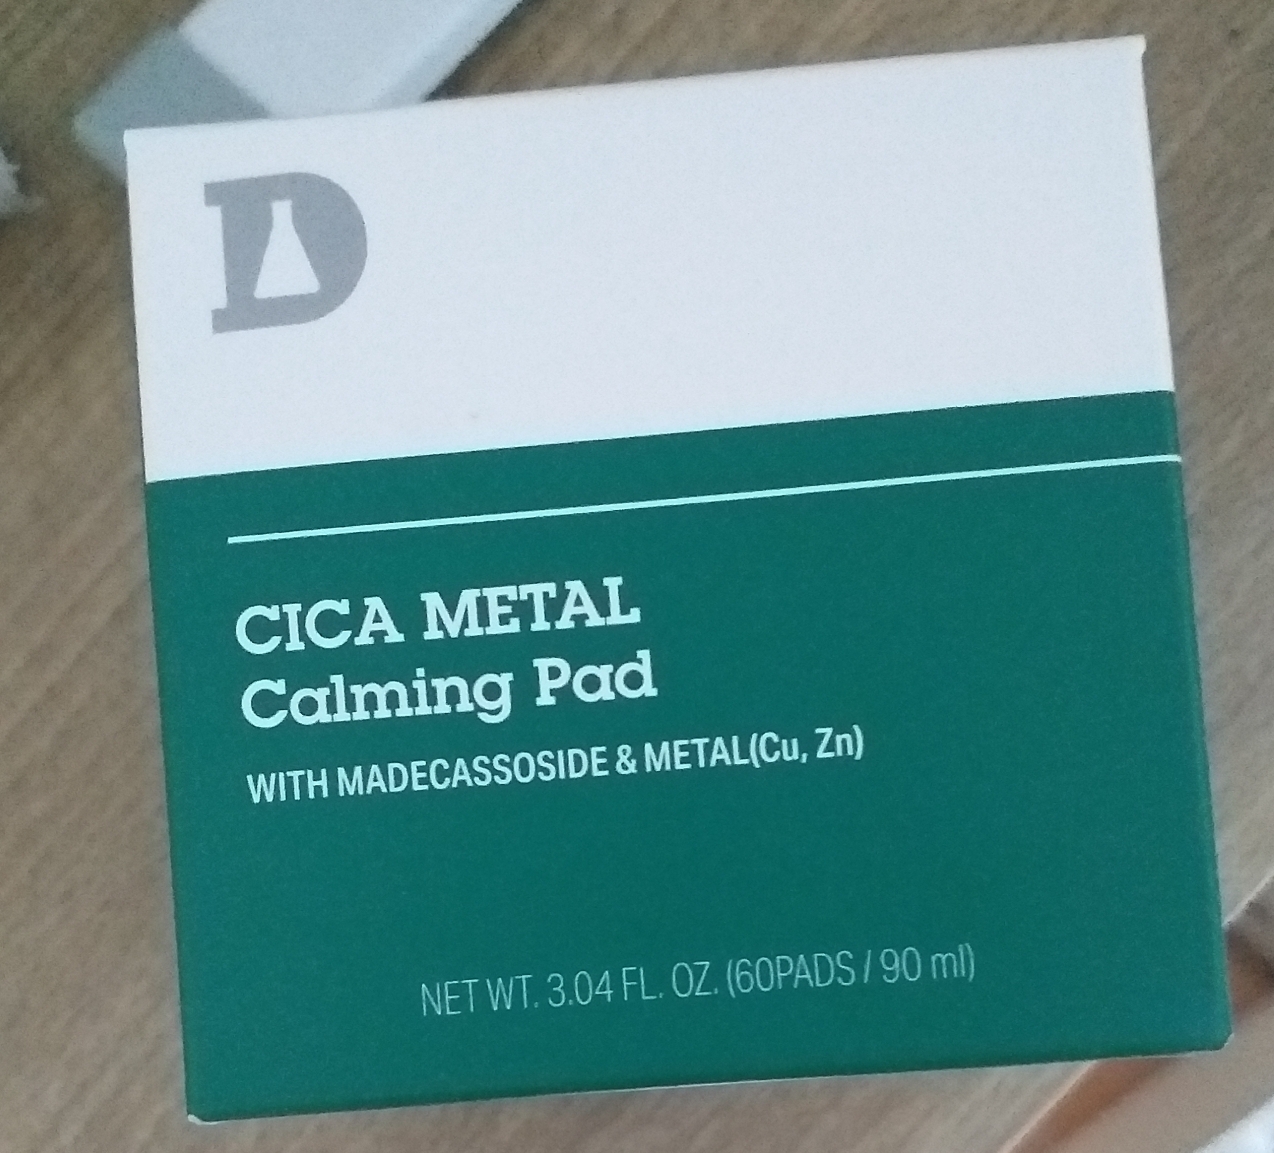 D
CICA METAL
Calming Pad
WITH MADECASSOSIDE & METAL(Cu, Zn)
NET WT. 3.04 FL. OZ. (60PADS / 90 ml)